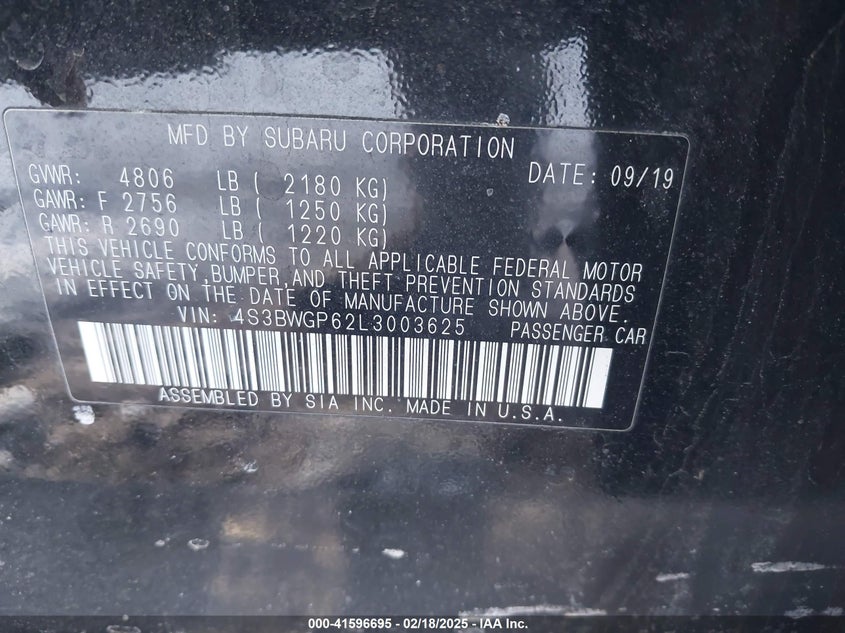 MFD BY SUBARU CORPORATION
GVWR: 4806 LB ( 2180 KG) DATE: 09/19
GAWR: F 2756 LB ( 1250 KG)
GAWR: R 2690 LB ( 1220 KG)
THIS VEHICLE CONFORMS TO ALL APPLICABLE FEDERAL MOTOR
VEHICLE SAFETY,BUMPER,AND THEFT PREVENTION STANDARDS
IN EFFECT ON THE DATE OF MANUFACTURE SHOWN ABOVE.
VIN: 4S3BWGP62L3003625 PASSENGER CAR
ASSEMBLED BY SIA INC. MADE IN U.S.A.
000-41596695 - 02/18/2025 - IAA Inc.